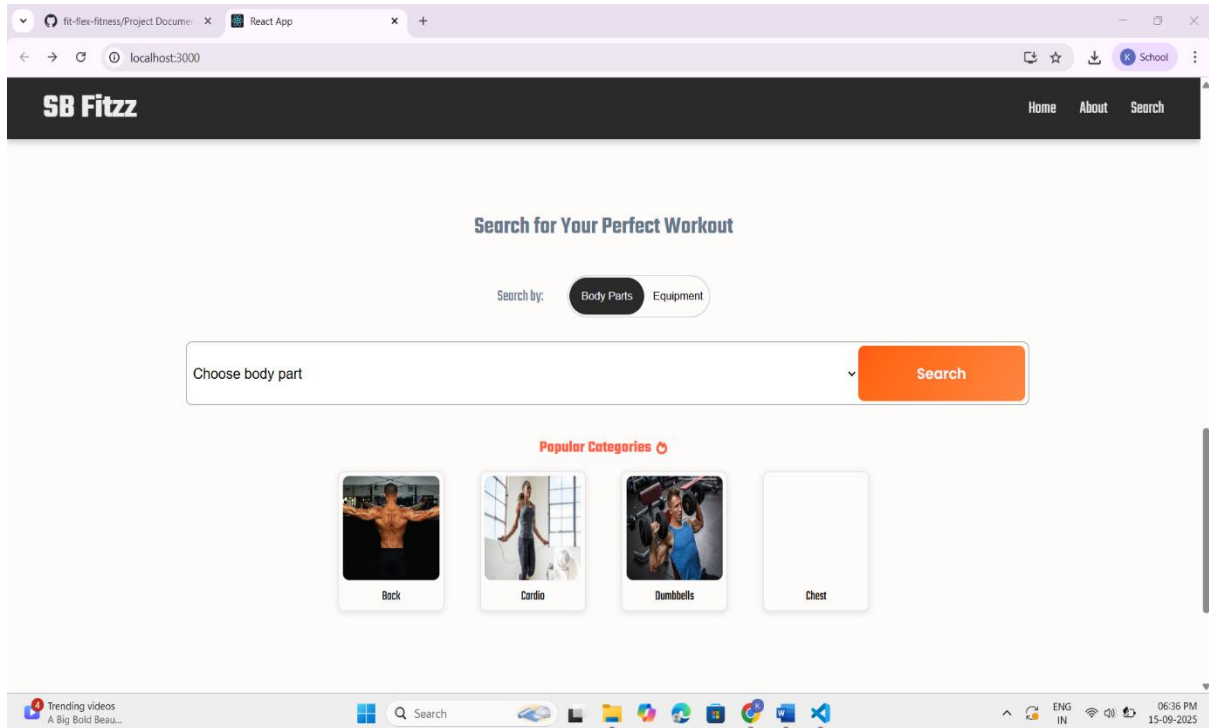 fit-flex-fitness/Project Documen
React App
localhost:3000
K School
SB Fitzz
Home About Search
Search for Your Perfect Workout
Search by: Body Parts Equipment
Choose body part
Search
Popular Categories
Back Cardio Dumbbells Chest
4
Trending videos
A Big Bold Beau...
Search
ENG
IN
06:36 PM
15-09-2025